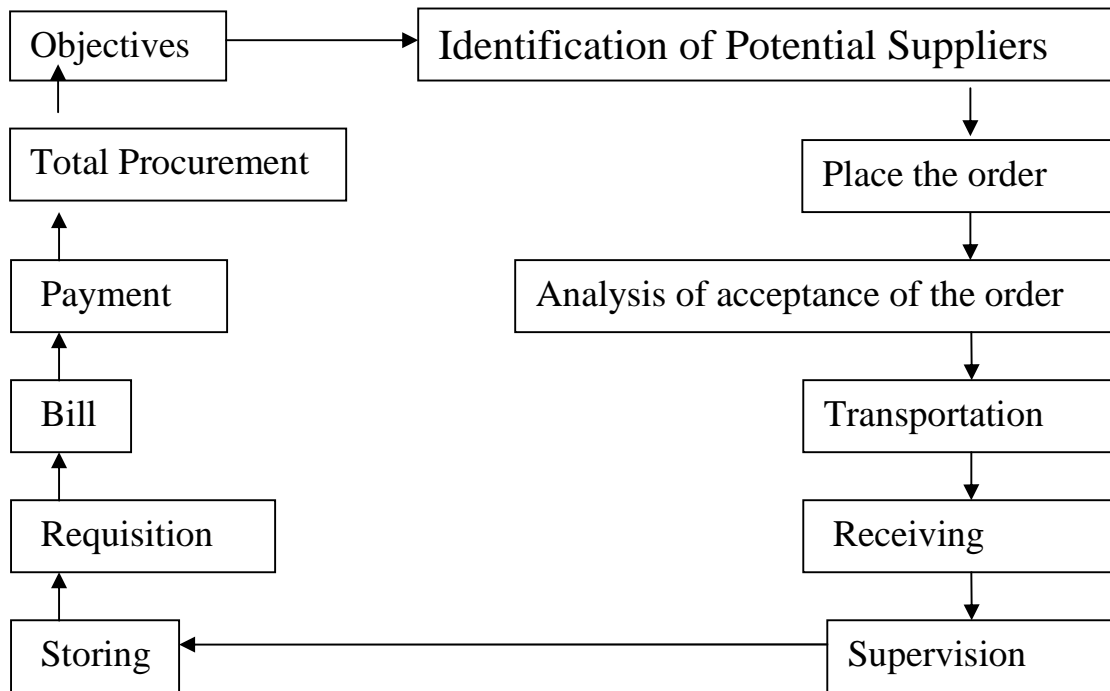 Objectives
Identification of Potential Suppliers
Total Procurement
Place the order
Payment
Analysis of acceptance of the order
Bill
Transportation
Requisition
Receiving
Storing
Supervision